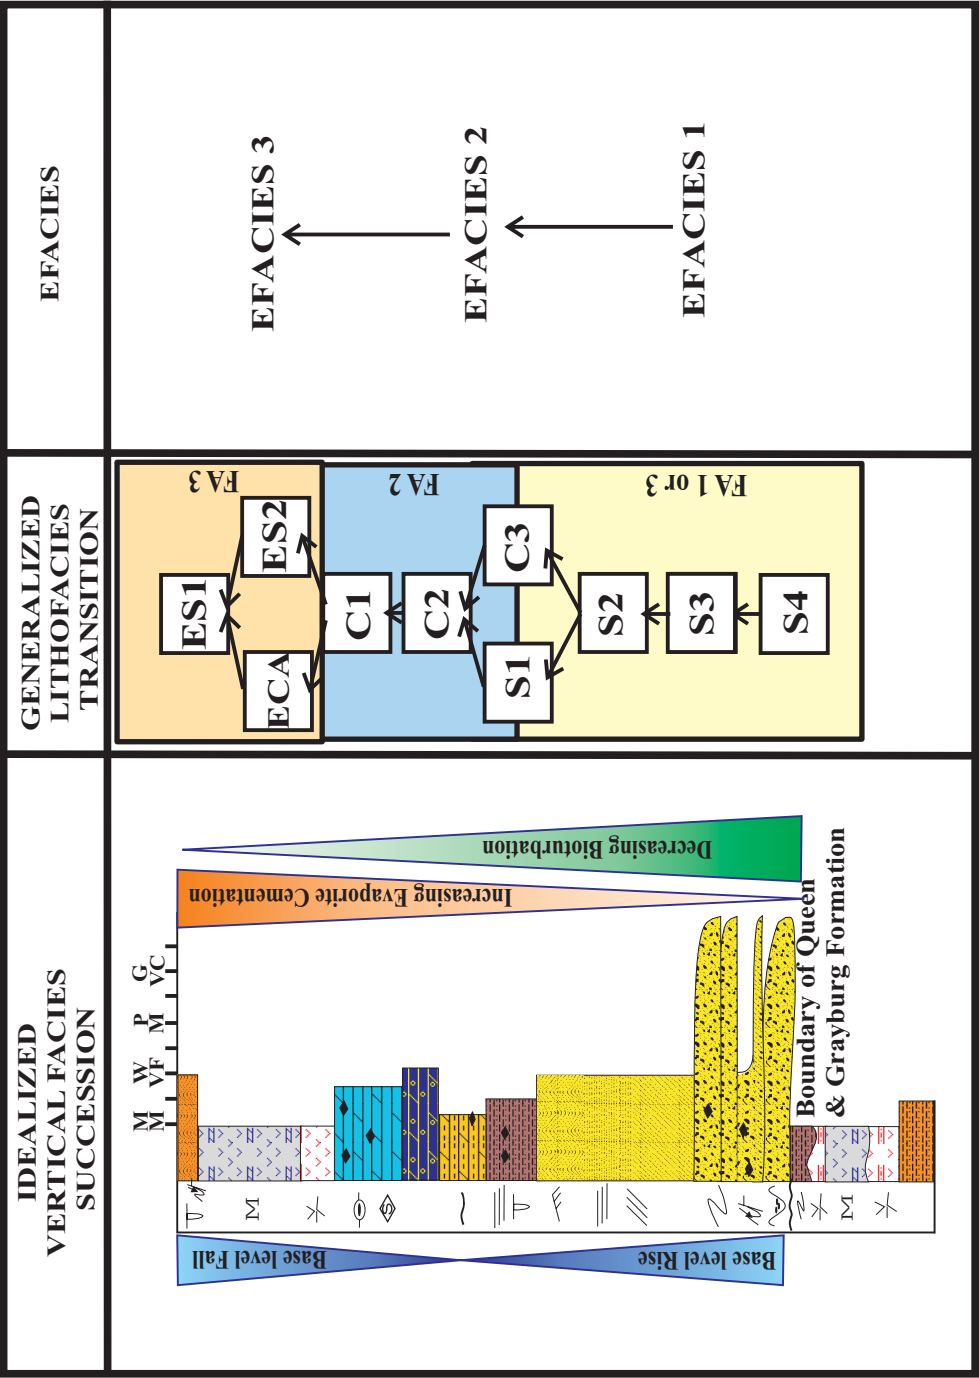 IDEALIZED
VERTICAL FACIES
SUCCESSION
GENERALIZED
LITHOFACIES
TRANSITION
EFACIES
Base level Fall
Base level Rise
M
M
W
VF
P
M
G
VC
Increasing Evaporite Cementation
Decreasing Bioturbation
Boundary of Queen
& Grayburg Formation
M
M
S
FA 3
ES1
ES2
ECA
FA 2
C1
C2
C3
S1
FA 1 or 3
S2
S3
S4
EFACIES 3
EFACIES 2
EFACIES 1